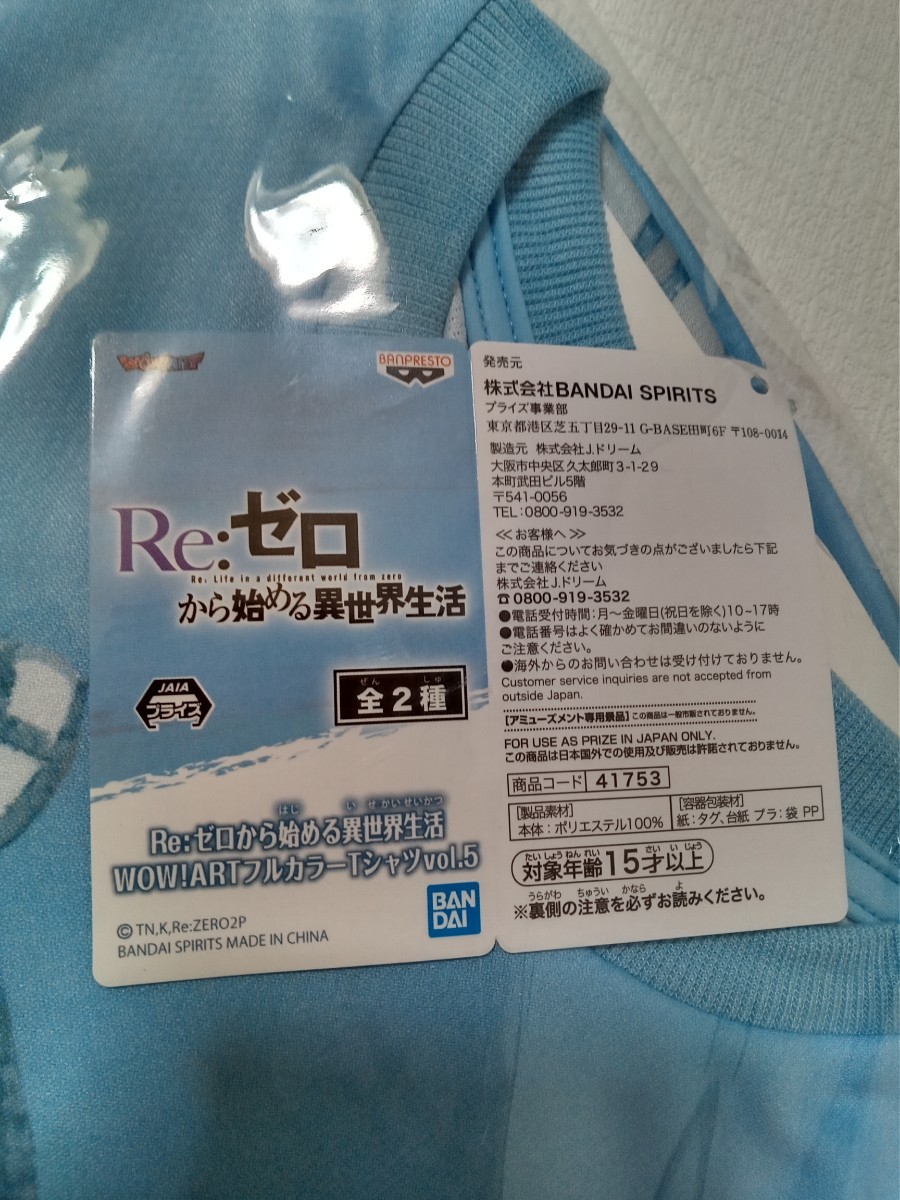 WOW!ART
BANPRESTO
Re:ゼロ
Re: Life in a different world from zero
から始める異世界生活
JAIA
プライズ
ぜん しゅ
全2種
はじ い せ かい せいかつ
Re:ゼロから始める異世界生活
WOW!ARTフルカラーTシャツvol.5
BAN
DAI
©TN,K,Re:ZERO2P
BANDAI SPIRITS MADE IN CHINA
発売元
株式会社BANDAI SPIRITS
プライズ事業部
東京都港区芝五丁目29-11 G-BASE田町6F 〒108-0014
製造元 株式会社J.ドリーム
大阪市中央区久太郎町3-1-29
本町武田ビル5階
〒541-0056
TEL:0800-919-3532
≪お客様へ≫
この商品についてお気づきの点がございましたら下記
までご連絡ください
株式会社J.ドリーム
☎0800-919-3532
●電話受付時間:月〜金曜日(祝日を除く)10~17時
●電話番号はよく確かめてお間違いのないように
ご注意ください。
●海外からのお問い合わせは受け付けておりません。
Customer service inquiries are not accepted from
outside Japan.
【アミューズメント専用景品】この商品は一般市販されておりません。
FOR USE AS PRIZE IN JAPAN ONLY.
この商品は日本国外での使用及び販売は許諾されておりません。
商品コード 41753
[製品素材]
本体:ポリエステル100%
[容器包装材]
紙:タグ、台紙 プラ:袋 PP
たいしょうねんれい さい い じょう
対象年齢15才以上
うらがわ ちゅうい かなら よ
※裏側の注意を必ずお読みください。